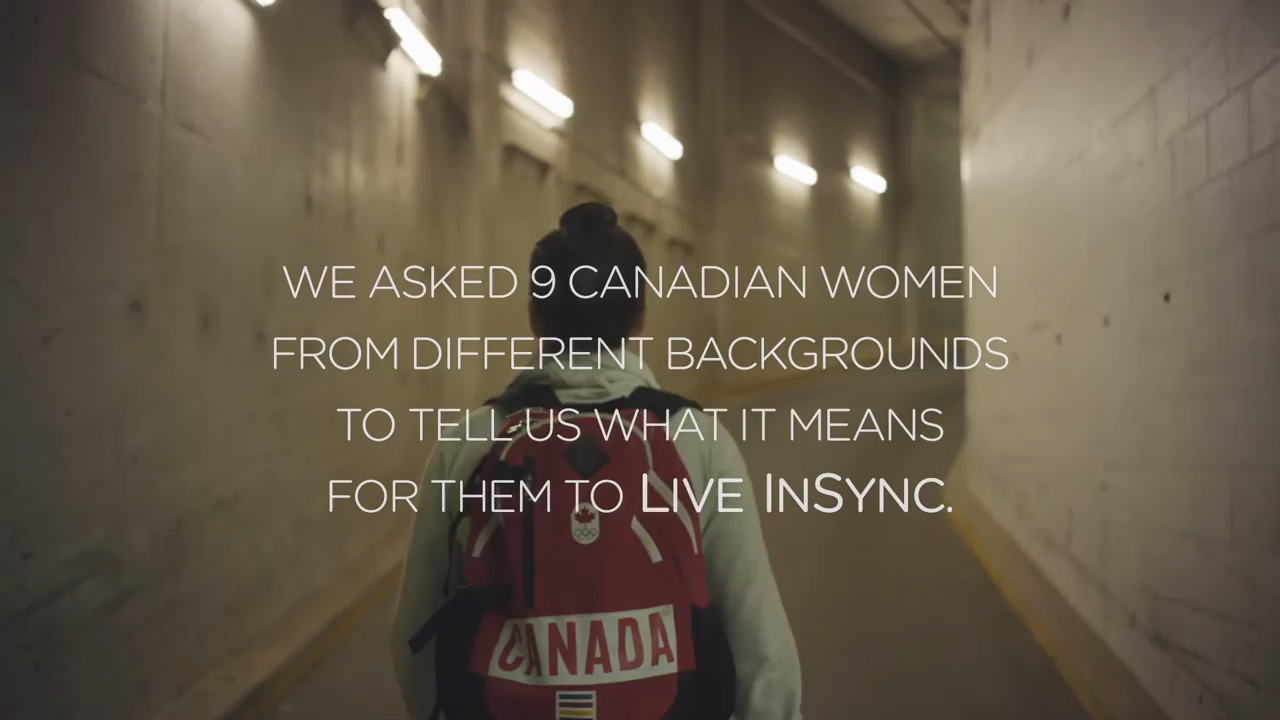 WE ASKED 9 CANADIAN WOMEN
FROM DIFFERENT BACKGROUNDS
TO TELL US WHAT IT MEANS
FOR THEM TO LIVE INSYNC.
CANADA